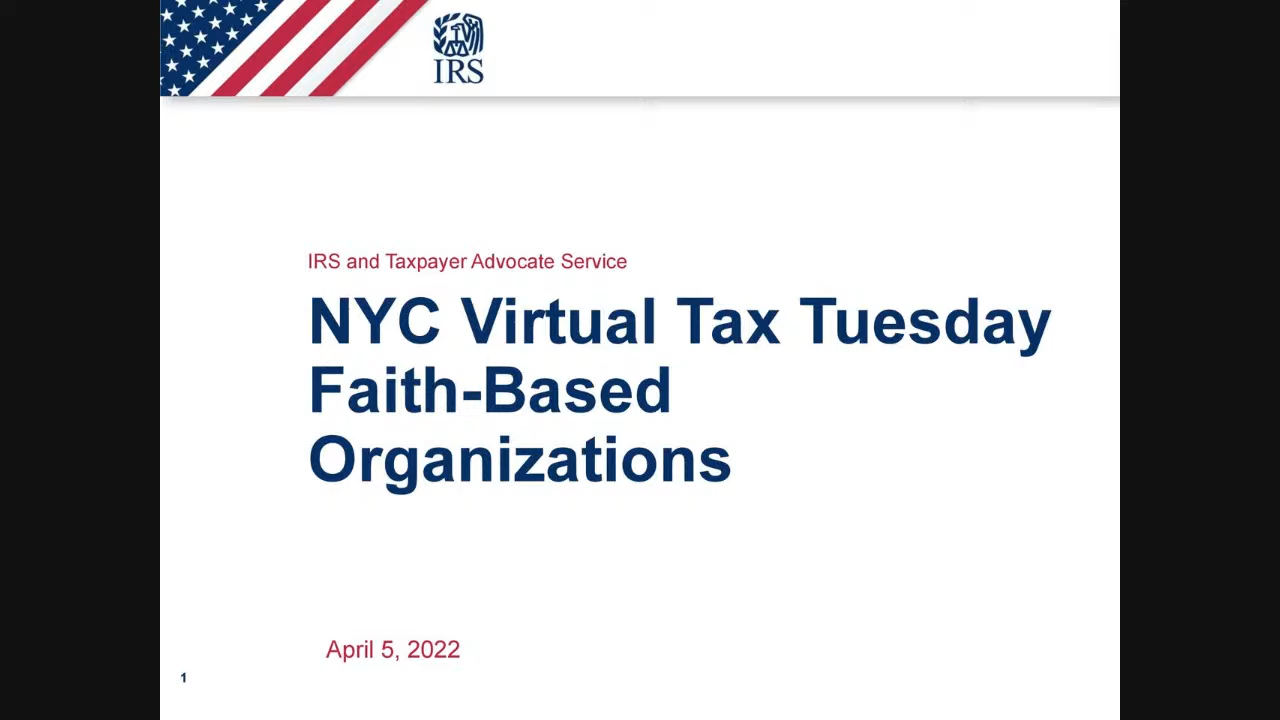 IRS
IRS and Taxpayer Advocate Service
NYC Virtual Tax Tuesday
Faith-Based
Organizations
April 5, 2022
1